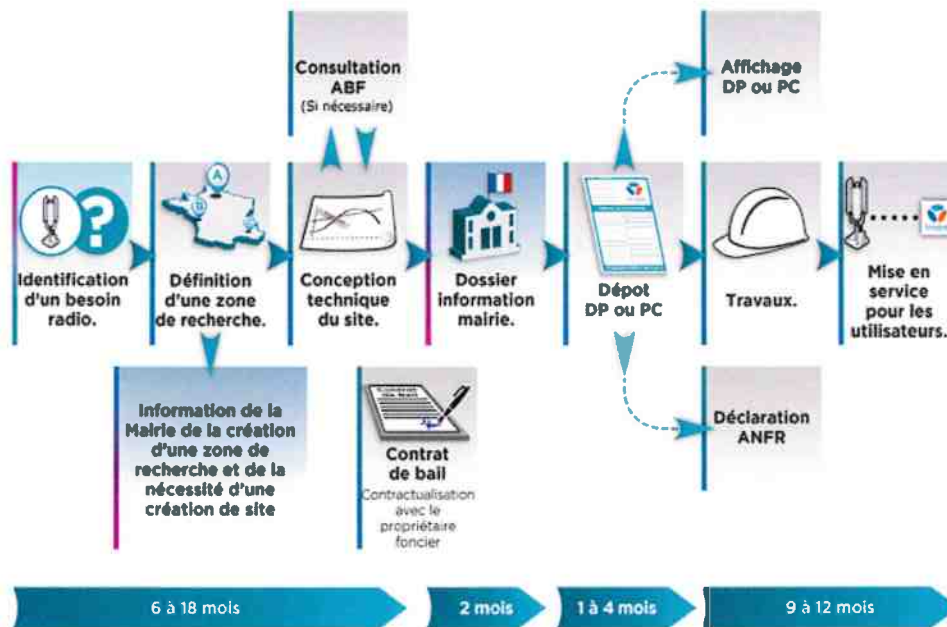 Consultation
ABF
(Si nécessaire)
Affichage
DP ou PC
A
Identification
d'un besoin
radio.
Définition
d'une zone
de recherche.
Conception
technique
du site.
Dossier
information
mairie.
Dépot
DP ou PC
Travaux.
Mise en
service
pour les
utilisateurs.
Information de la
Mairie de la création
d'une zone de
recherche et de la
nécessité d'une
création de site
Contrat
de Bail
Contrat
de bail
Contractualisation
avec le
propriétaire
foncier
Déclaration
ANFR
6 à 18 mois
2 mois
1 à 4 mois
9 à 12 mois